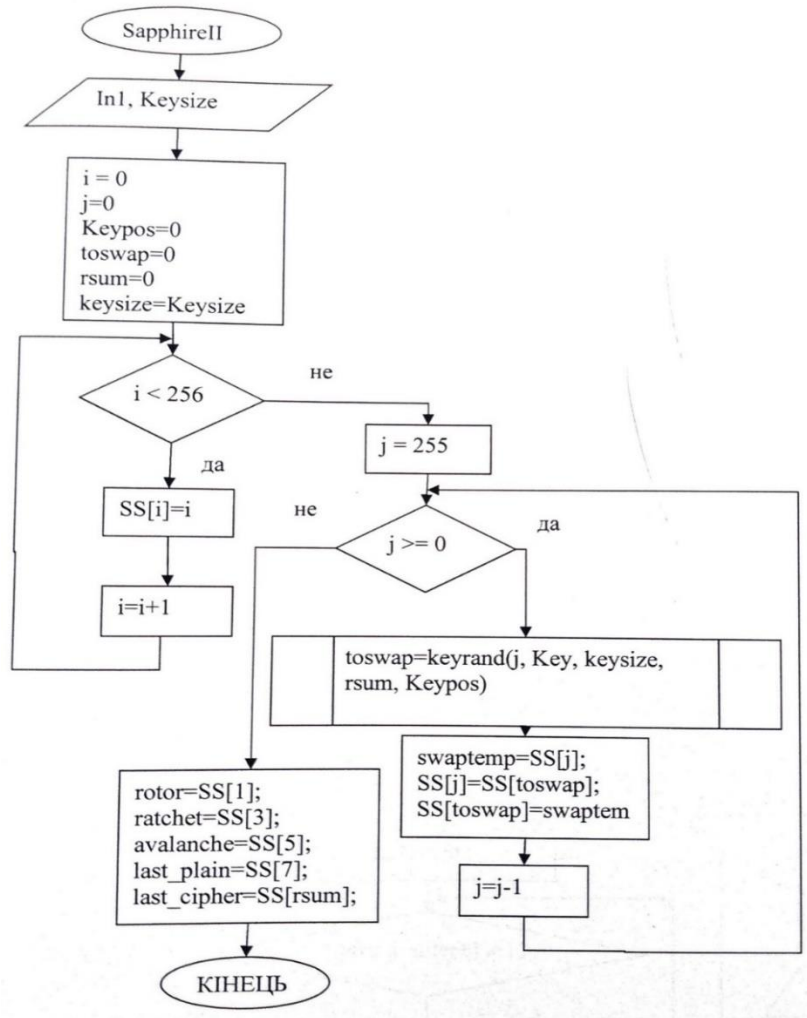 SapphireII
In1, Keysize
i = 0
j=0
Keypos=0
toswap=0
rsum=0
keysize=Keysize
i < 256
не
да
SS[i]=i
i=i+1
j = 255
j >= 0
не
да
toswap=keyrand(j, Key, keysize,
rsum, Keypos)
swaptemp=SS[j];
SS[j]=SS[toswap];
SS[toswap]=swaptem
j=j-1
rotor=SS[1];
ratchet=SS[3];
avalanche=SS[5];
last_plain=SS[7];
last_cipher=SS[rsum];
КІНЕЦЬ